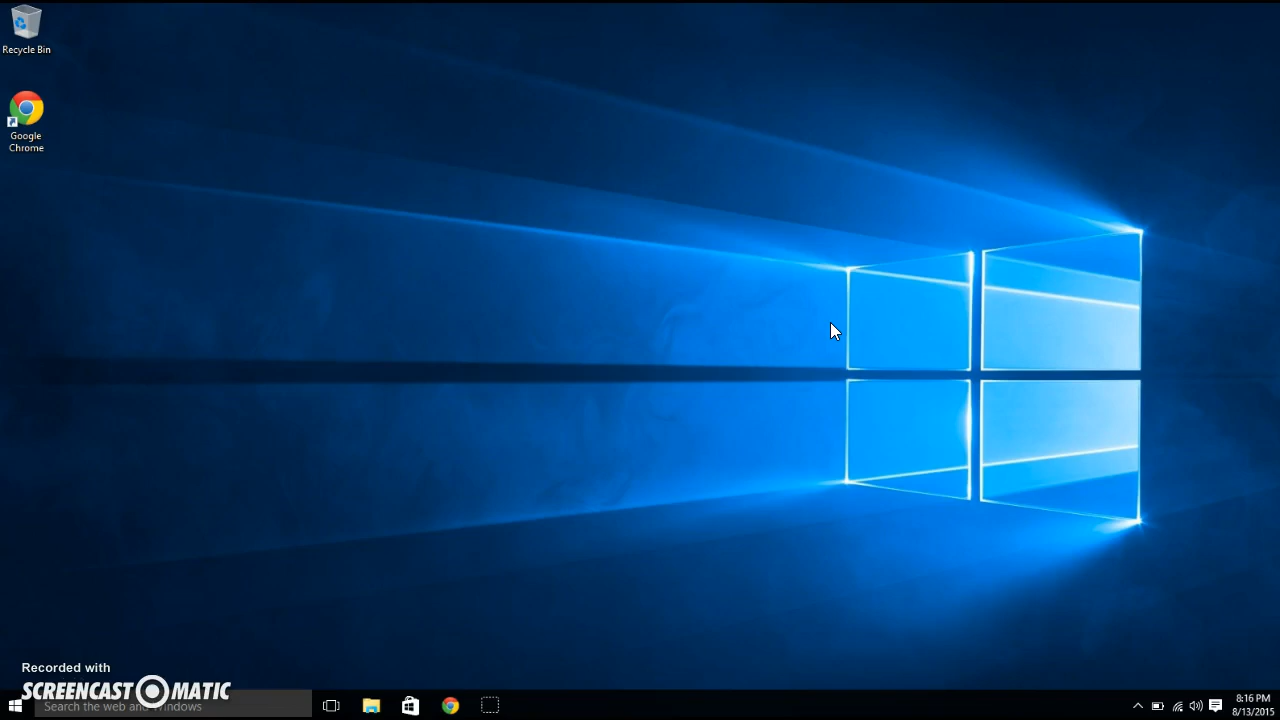 Recycle Bin
Google
Chrome
Recorded with
SCREENCAST MATIC
Search the web and Windows
8:16 PM
8/13/2015